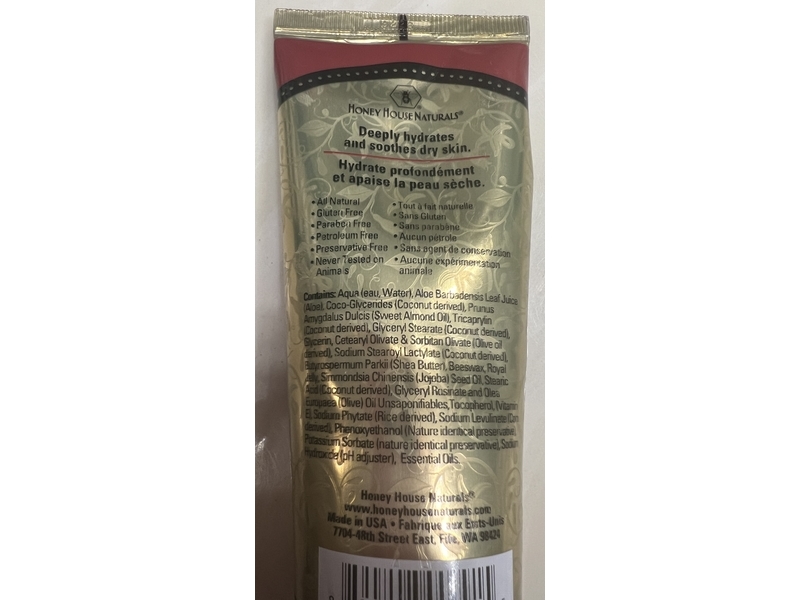 HONEY HOUSE NATURALS®
Deeply hydrates
and soothes dry skin.
Hydrate profondément
et apaise la peau sèche.
• All Natural
• Gluten Free
• Paraben Free
• Petroleum Free
• Preservative Free
• Never Tested on
Animals
• Tout à fait naturelle
• Sans Gluten
• Sans parabène
• Aucun pétrole
• Sans agent de conservation
• Aucune expérimentation
animale
Contains: Aqua (eau, Water), Aloe Barbadensis Leaf Juice
(Aloe), Coco-Glycerides (Coconut derived), Prunus
Amygdalus Dulcis (Sweet Almond Oil), Tricaprylin
(Coconut derived), Glyceryl Stearate (Coconut derived),
Glycerin, Cetearyl Olivate & Sorbitan Olivate (Olive oil
derived), Sodium Stearoyl Lactylate (Coconut derived),
Butyrospermum Parkii (Shea Butter), Beeswax, Royal
Jelly, Simmondsia Chinensis (Jojoba) Seed Oil, Stearic
Acid (Coconut derived), Glyceryl Rosinate and Olea
Europaea (Olive) Oil Unsaponifiables, Tocopherol, (Vitamin
E), Sodium Phytate (Rice derived), Sodium Levulinate (Corn
derived), Phenoxyethanol (Nature identical preservative),
Potassium Sorbate (nature identical preservative), Sodium
Hydroxide (pH adjuster), Essential Oils.
Honey House Naturals®
www.honeyhousenaturals.com
Made in USA • Fabrique aux Etats-Unis
7704-48th Street East, Fife, WA 98424